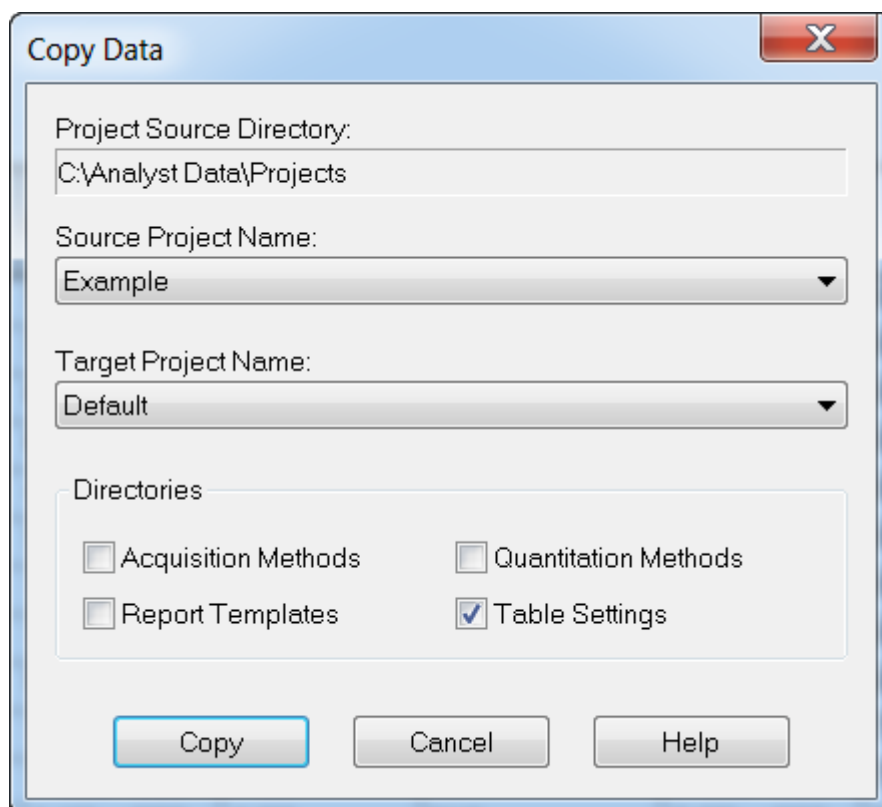 Copy Data
Project Source Directory:
C:\Analyst Data\Projects
Source Project Name:
Example
Target Project Name:
Default
Directories
Acquisition Methods
Quantitation Methods
Report Templates
Table Settings
Copy
Cancel
Help